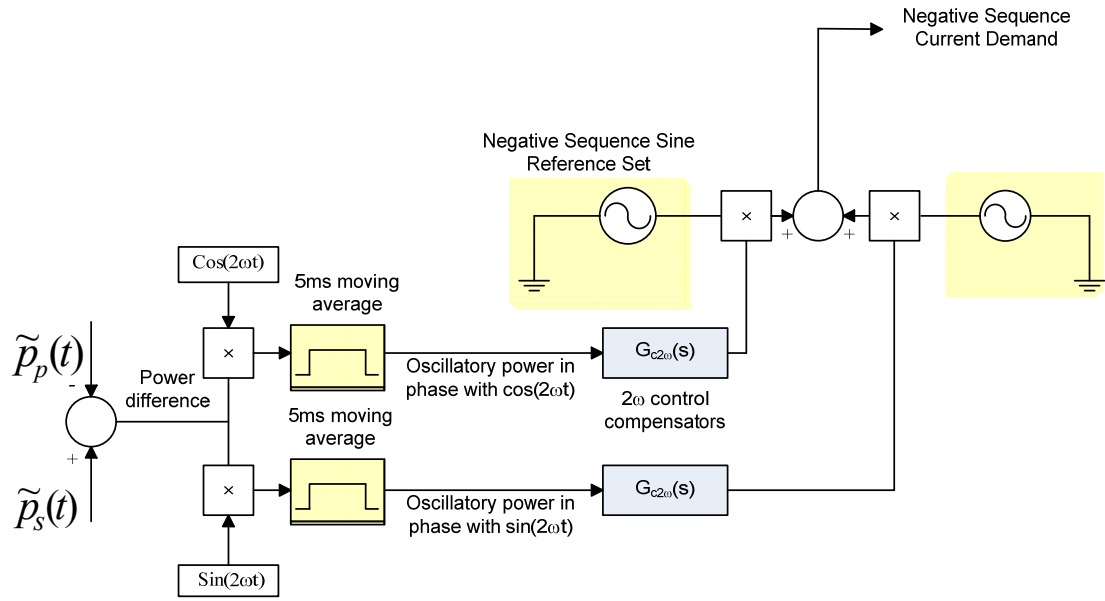 Negative Sequence
Current Demand
Negative Sequence Sine
Reference Set
×
+
+
×
Cos(2ωt)
5ms moving
average
p̃ₚ(t)
-
Power
difference
×
Oscillatory power in
phase with cos(2ωt)
Gc2ω(s)
2ω control
compensators
5ms moving
average
+
p̃ₛ(t)
×
Oscillatory power in
phase with sin(2ωt)
Gc2ω(s)
Sin(2ωt)